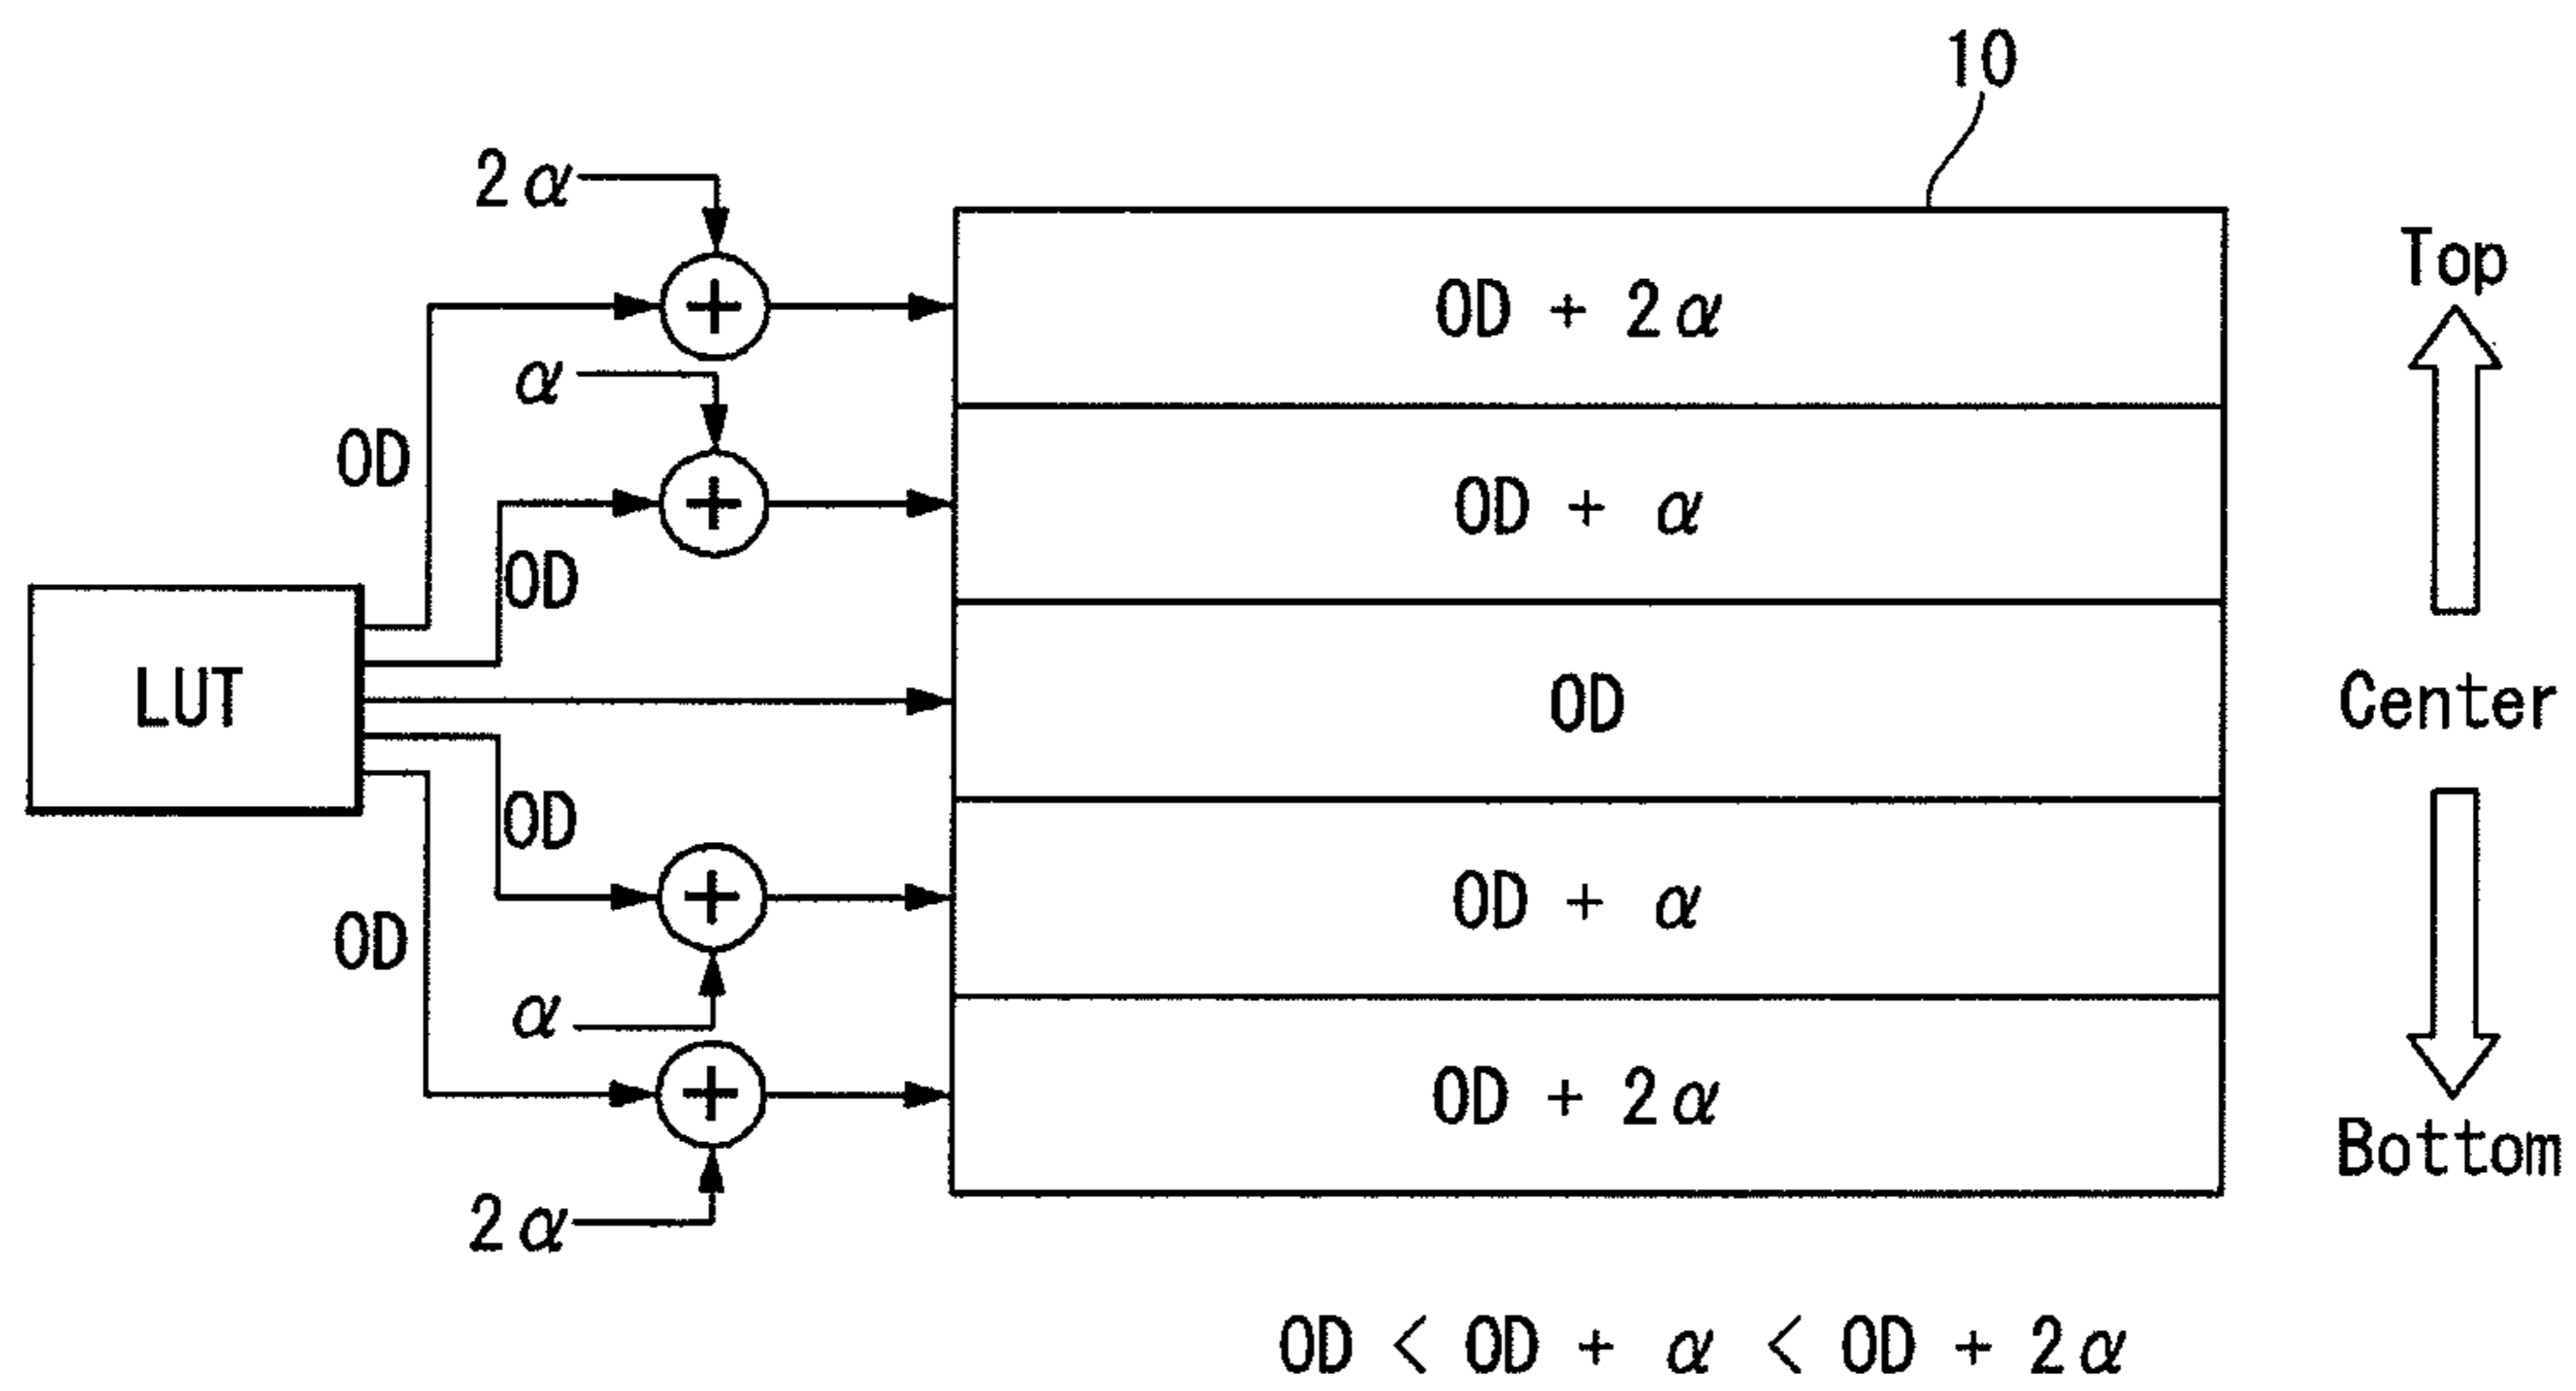 10
2α
OD + 2α
Top
α
OD
OD + α
OD
LUT
OD
Center
OD
OD + α
OD
α
OD + 2α
Bottom
2α
OD < OD + α < OD + 2α